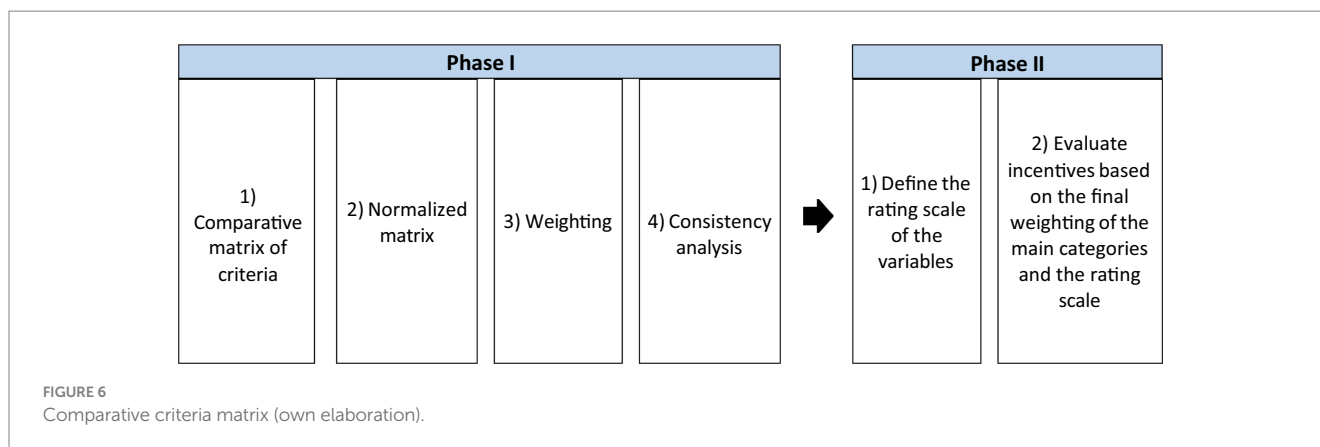 Phase I
1)
Comparative
matrix of
criteria
2) Normalized
matrix
3) Weighting
4) Consistency
analysis
Phase II
1) Define the
rating scale
of the
variables
2) Evaluate
incentives based
on the final
weighting of the
main categories
and the rating
scale
FIGURE 6
Comparative criteria matrix (own elaboration).